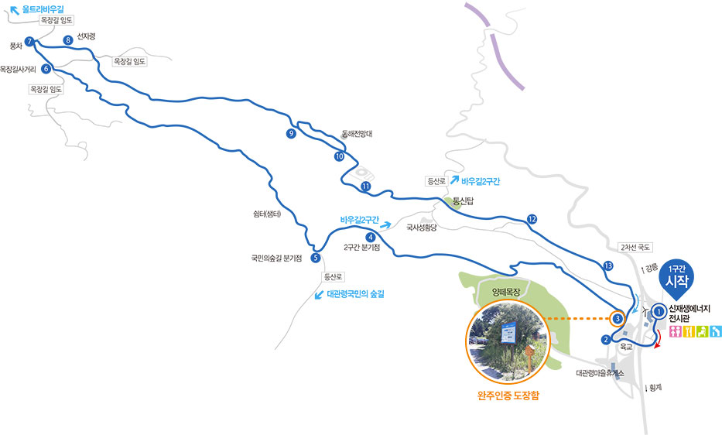 울트라바우길
목장길 임도
7
8
선자령
풍차
목장길사거리
6
목장길 임도
목장길 임도
9
동해전망대
10
11
등산로
바우길2구간
통신탑
쉼터(샘터)
바우길2구간
국사성황당
12
4
2구간 분기점
국민의숲길 분기점
5
등산로
대관령국민의 숲길
2차선 국도
13
강릉
1구간
시작
양떼목장
1
신재생에너지
전시관
3
2
육교
대관령마을휴게소
횡계
완주인증 도장함